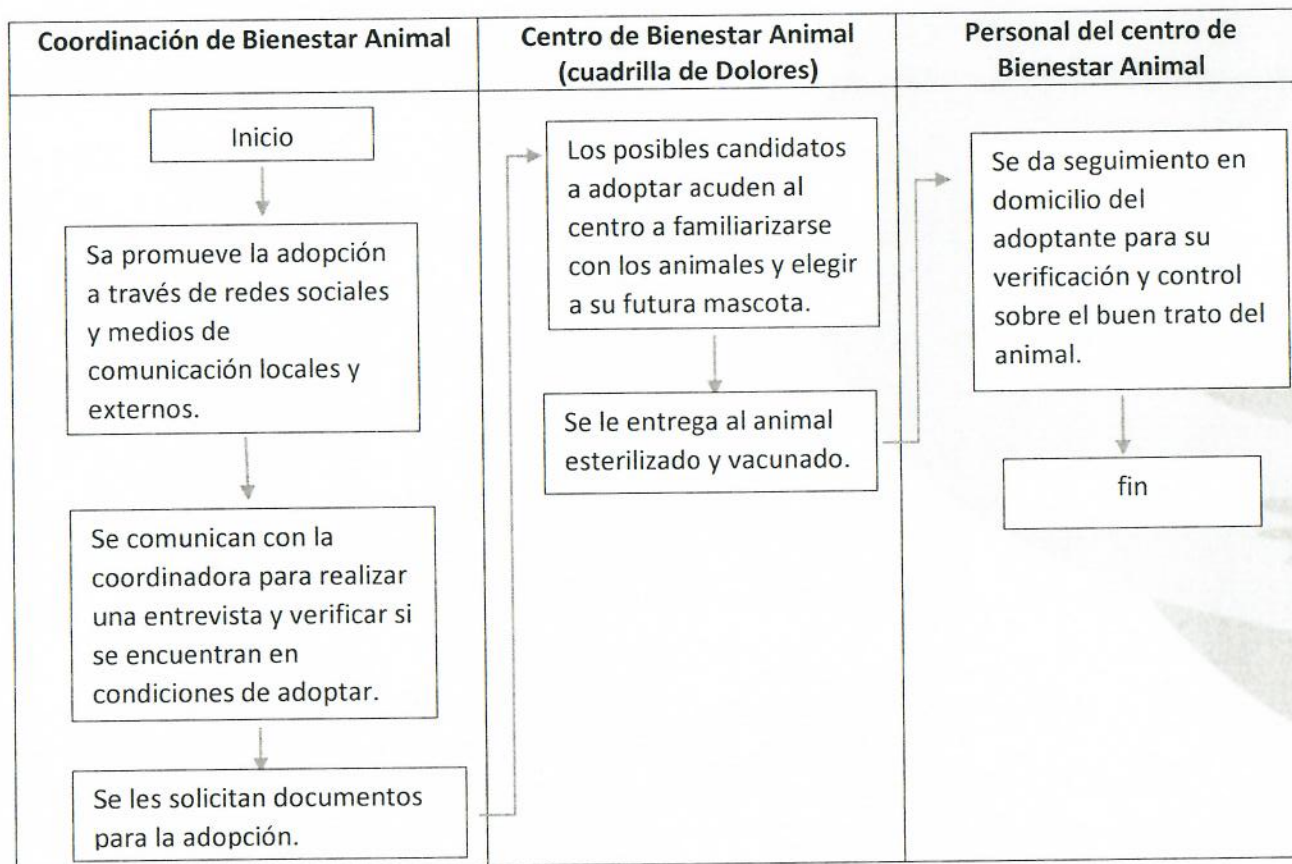 Coordinación de Bienestar Animal
Inicio
Sa promueve la adopción
a través de redes sociales
y medios de
comunicación locales y
externos.
Se comunican con la
coordinadora para realizar
una entrevista y verificar si
se encuentran en
condiciones de adoptar.
Se les solicitan documentos
para la adopción.
Centro de Bienestar Animal
(cuadrilla de Dolores)
Los posibles candidatos
a adoptar acuden al
centro a familiarizarse
con los animales y elegir
a su futura mascota.
Se le entrega al animal
esterilizado y vacunado.
Personal del centro de
Bienestar Animal
Se da seguimiento en
domicilio del
adoptante para su
verificación y control
sobre el buen trato del
animal.
fin